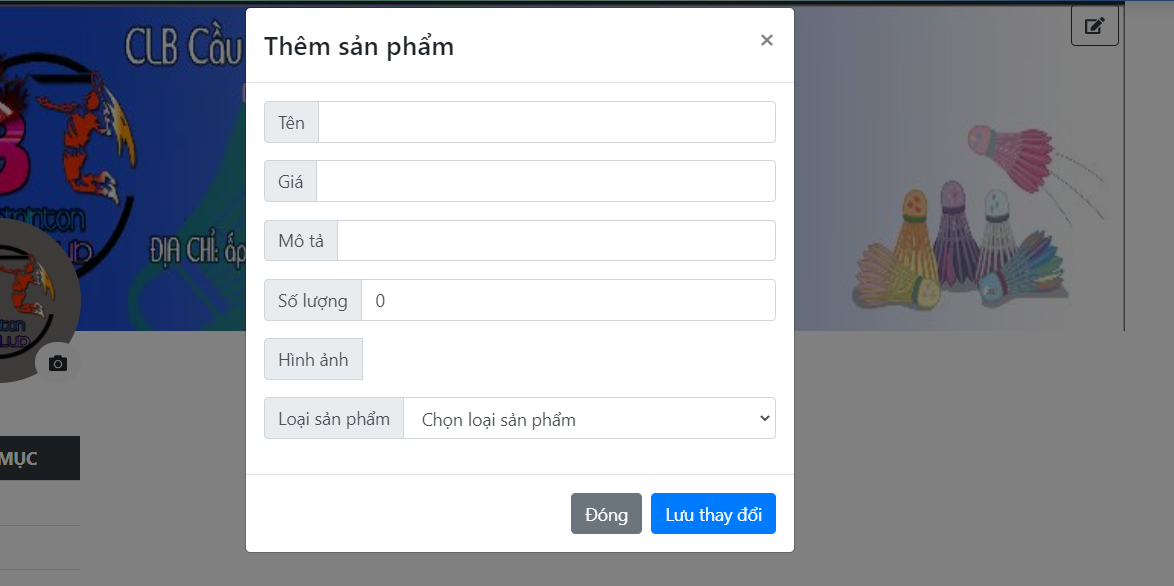 CLB Cầu
Thêm sản phẩm
×
Tên
Giá
Mô tả
Số lượng
0
Hình ảnh
Loại sản phẩm
Chọn loại sản phẩm
Đóng
Lưu thay đổi
ĐỊA CHỈ: ấp
MỤC